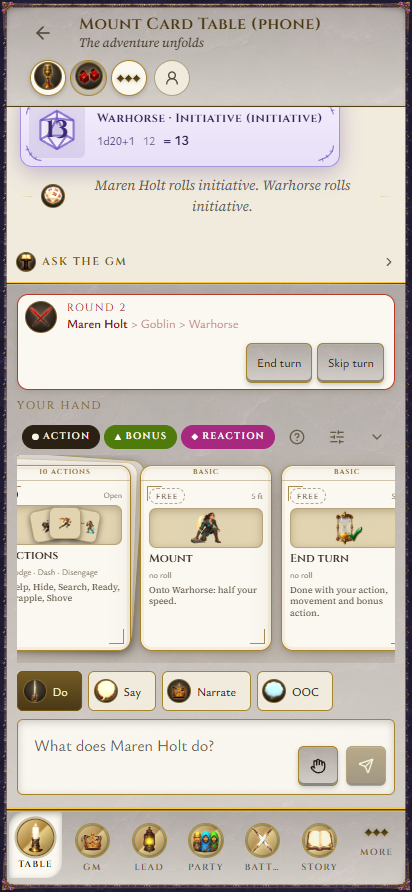 Mount Card Table (phone)
The adventure unfolds
13
Warhorse · Initiative (Initiative)
1d20+1 12 = 13
Maren Holt rolls initiative. Warhorse rolls
initiative.
ASK THE GM
ROUND 2
Maren Holt > Goblin > Warhorse
End turn
Skip turn
YOUR HAND
ACTION
BONUS
REACTION
10 ACTIONS
Open
CTIONS
odge · Dash · Disengage
elp, Hide, Search, Ready,
rapple, Shove
BASIC
FREE
5 ft
Mount
no roll
Onto Warhorse: half your
speed.
BASIC
FREE
5
End turn
no roll
Done with your action,
movement and bonus
action.
Do
Say
Narrate
OOC
What does Maren Holt do?
TABLE
GM
LEAD
PARTY
BATT...
STORY
MORE